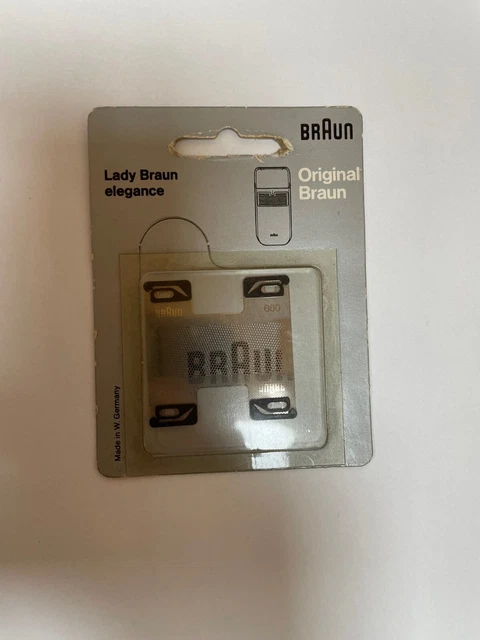 BRAUN
Lady Braun
elegance
Original
Braun
BRAUN
BRAUN
BRAUN
Made in W. Germany